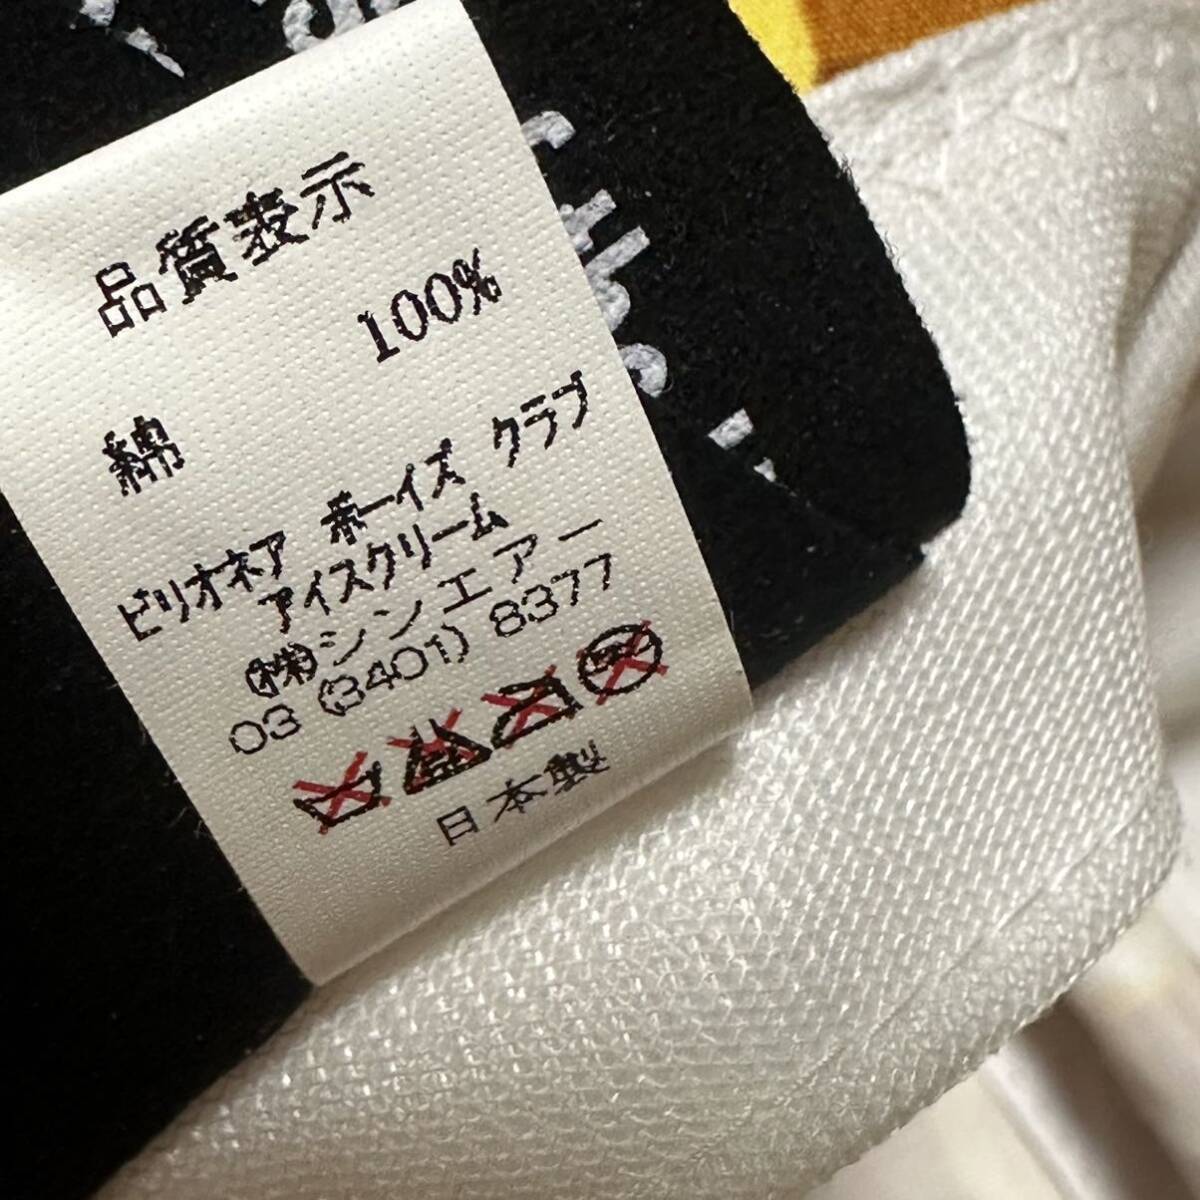 品質表示
綿 100%
ビリオネア ボーイズ クラブ
アイスクリーム
㈱シンエアー
03 (3401) 8377
日本製